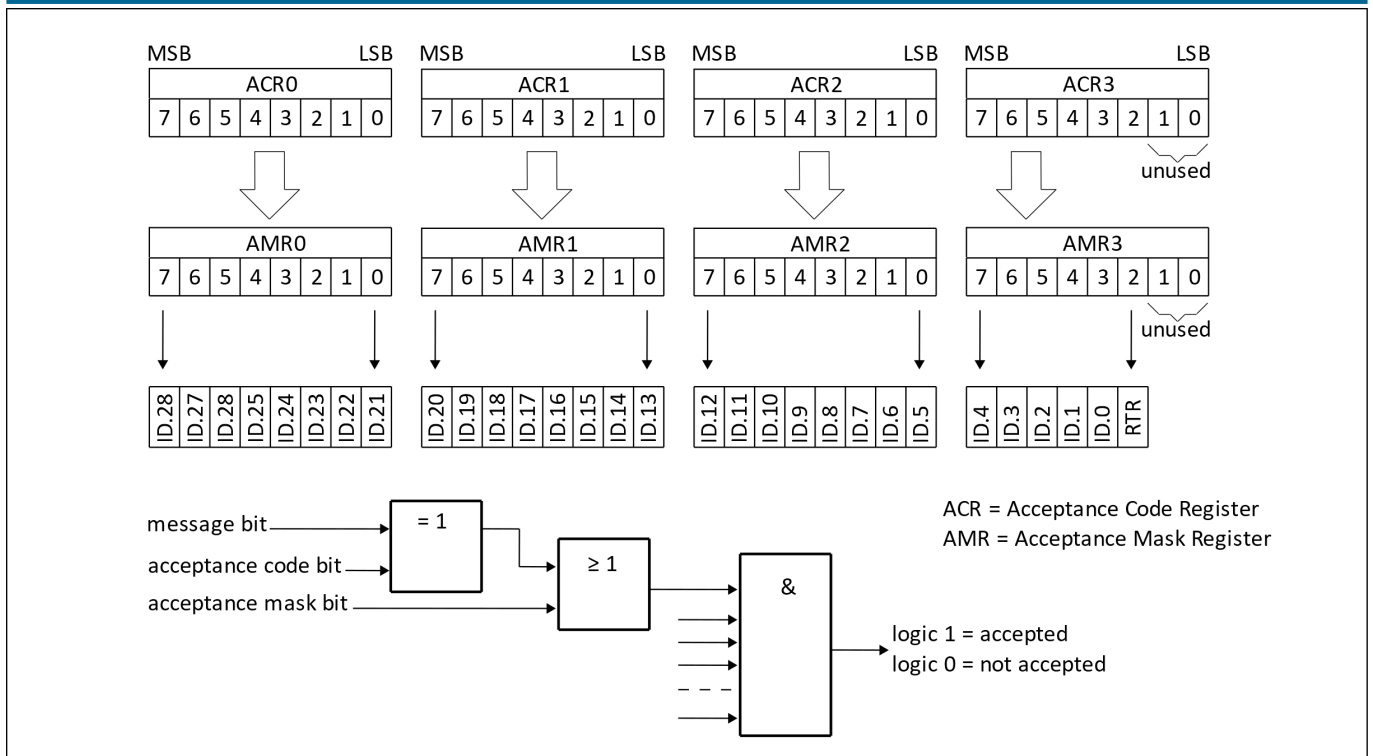 MSB LSB MSB LSB MSB LSB MSB LSB
ACR0 ACR1 ACR2 ACR3
7 6 5 4 3 2 1 0 7 6 5 4 3 2 1 0 7 6 5 4 3 2 1 0 7 6 5 4 3 2 1 0
unused
AMR0 AMR1 AMR2 AMR3
7 6 5 4 3 2 1 0 7 6 5 4 3 2 1 0 7 6 5 4 3 2 1 0 7 6 5 4 3 2 1 0
unused
ID.28 ID.27 ID.28 ID.25 ID.24 ID.23 ID.22 ID.21 ID.20 ID.19 ID.18 ID.17 ID.16 ID.15 ID.14 ID.13 ID.12 ID.11 ID.10 ID.9 ID.8 ID.7 ID.6 ID.5 ID.4 ID.3 ID.2 ID.1 ID.0 RTR
ACR = Acceptance Code Register
AMR = Acceptance Mask Register
message bit
= 1
acceptance code bit
≥ 1
acceptance mask bit
&
logic 1 = accepted
logic 0 = not accepted